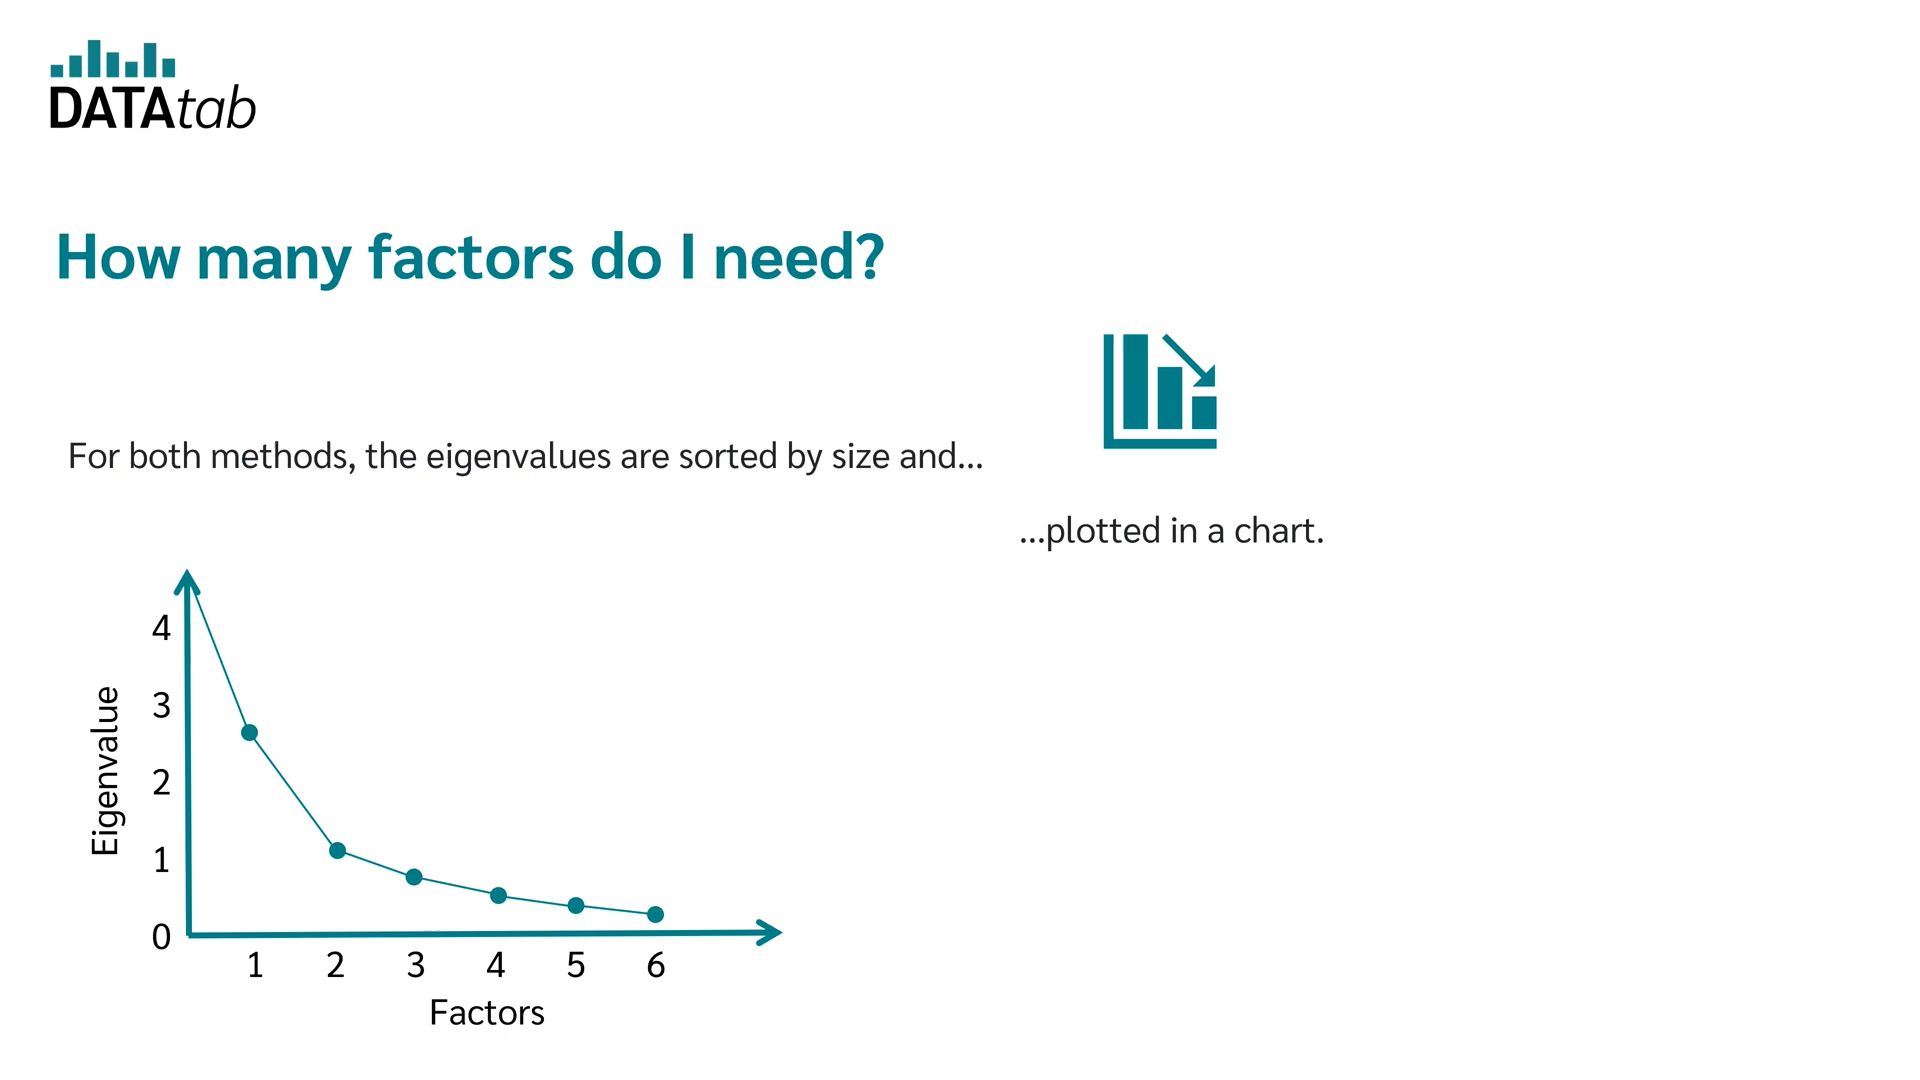 DATAtab
How many factors do I need?
For both methods, the eigenvalues are sorted by size and...
...plotted in a chart.
Eigenvalue
4
3
2
1
0
1 2 3 4 5 6
Factors